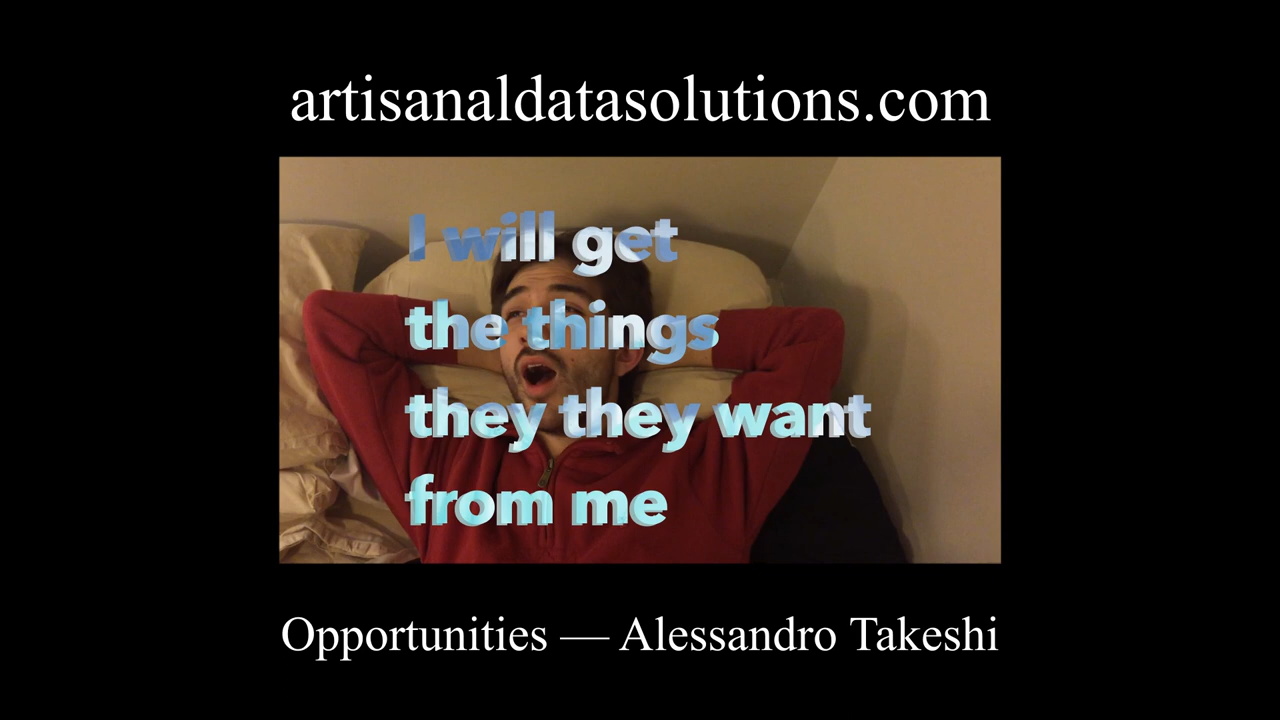 artisanaldatasolutions.com
I will get
the things
they they want
from me
Opportunities — Alessandro Takeshi